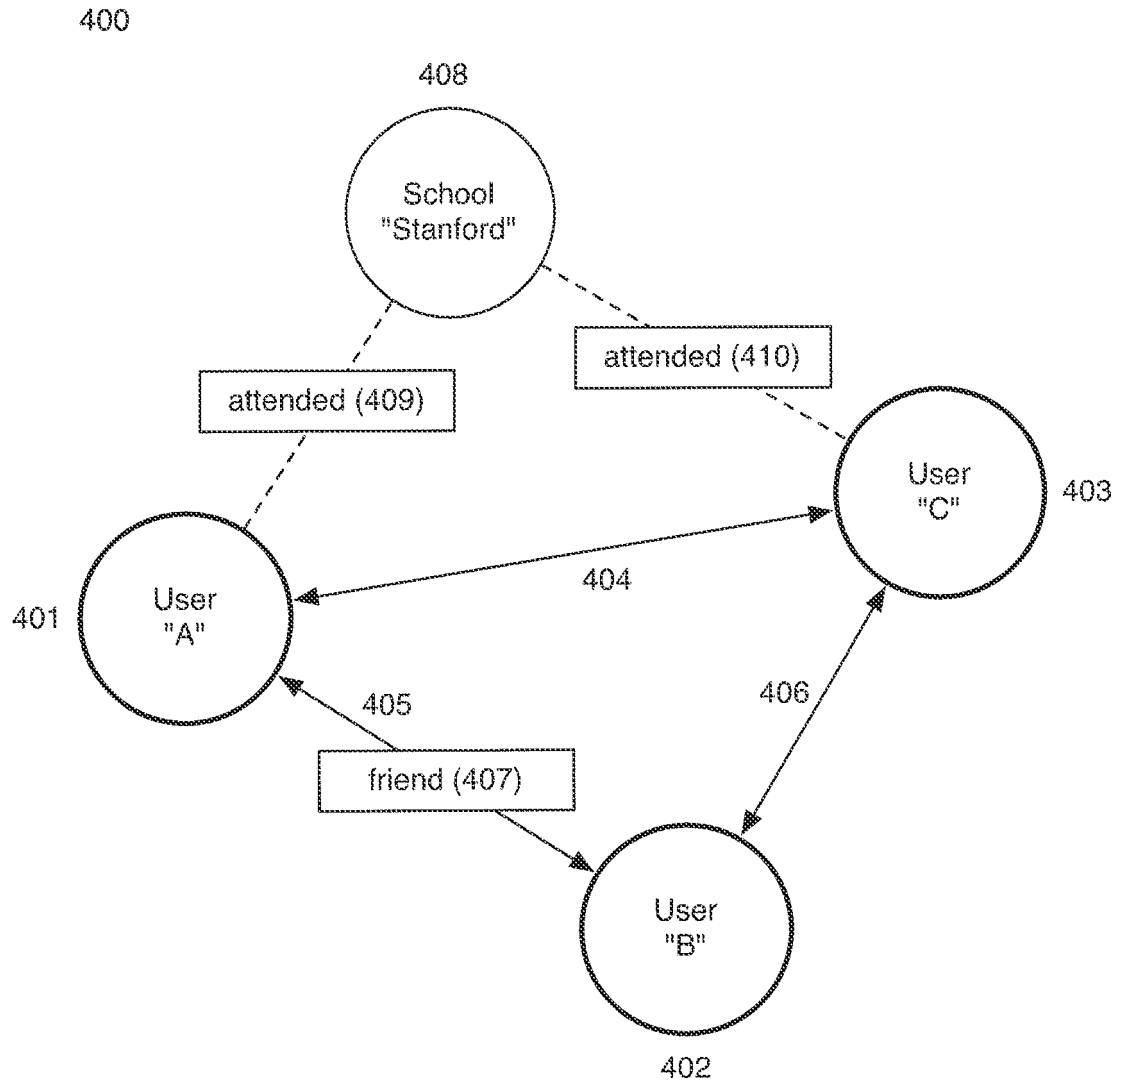 400
408
School
"Stanford"
attended (410)
attended (409)
User
"C"
403
404
User
"A"
401
405
406
friend (407)
User
"B"
402